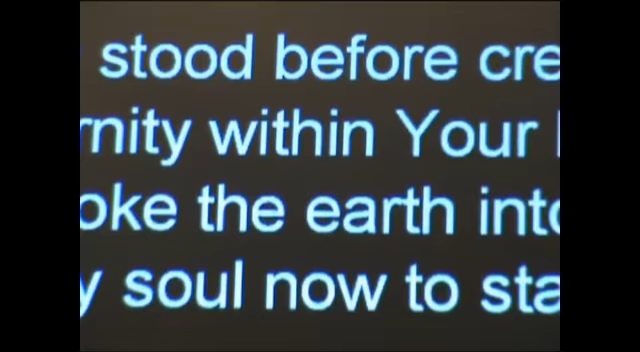 stood before cre
rnity within Your
oke the earth into
y soul now to sta